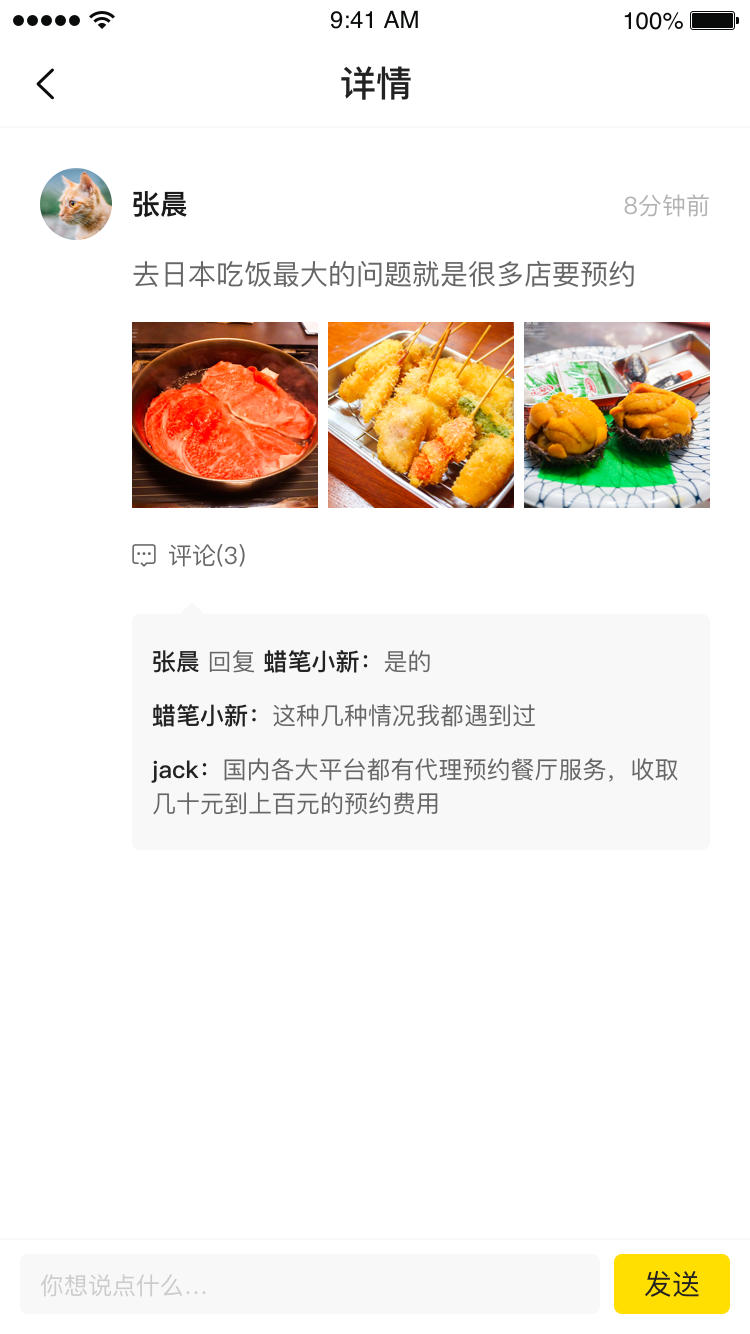 9:41 AM
100%
详情
张晨
8分钟前
去日本吃饭最大的问题就是很多店要预约
评论(3)
张晨 回复 蜡笔小新：是的
蜡笔小新：这种几种情况我都遇到过
jack：国内各大平台都有代理预约餐厅服务，收取
几十元到上百元的预约费用
你想说点什么...
发送